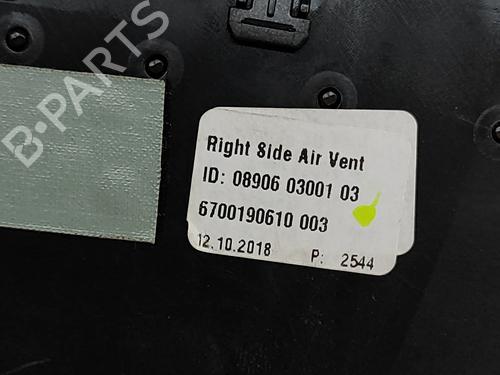 B-PARTS
Right Side Air Vent
ID: 08906 03001 03
6700190610 003
12.10.2018 P: 2544